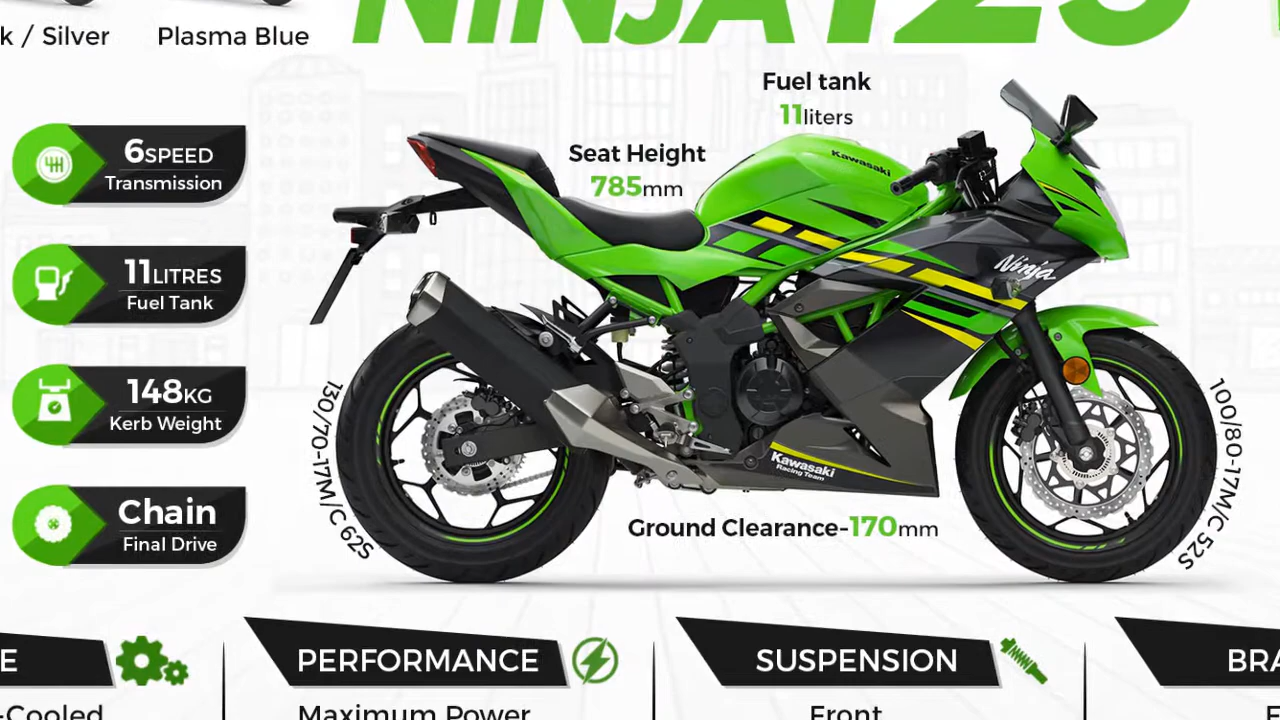 NINJA 125
k / Silver
Plasma Blue
Fuel tank
11liters
Seat Height
785mm
6SPEED
Transmission
11LITRES
Fuel Tank
148KG
Kerb Weight
Chain
Final Drive
Kawasaki
Ninja
Kawasaki
Racing Team
130/70-17M/C 62S
100/80-17M/C 52S
Ground Clearance-170mm
E
PERFORMANCE
SUSPENSION
BRA
-Cooled
Maximum Power
Front